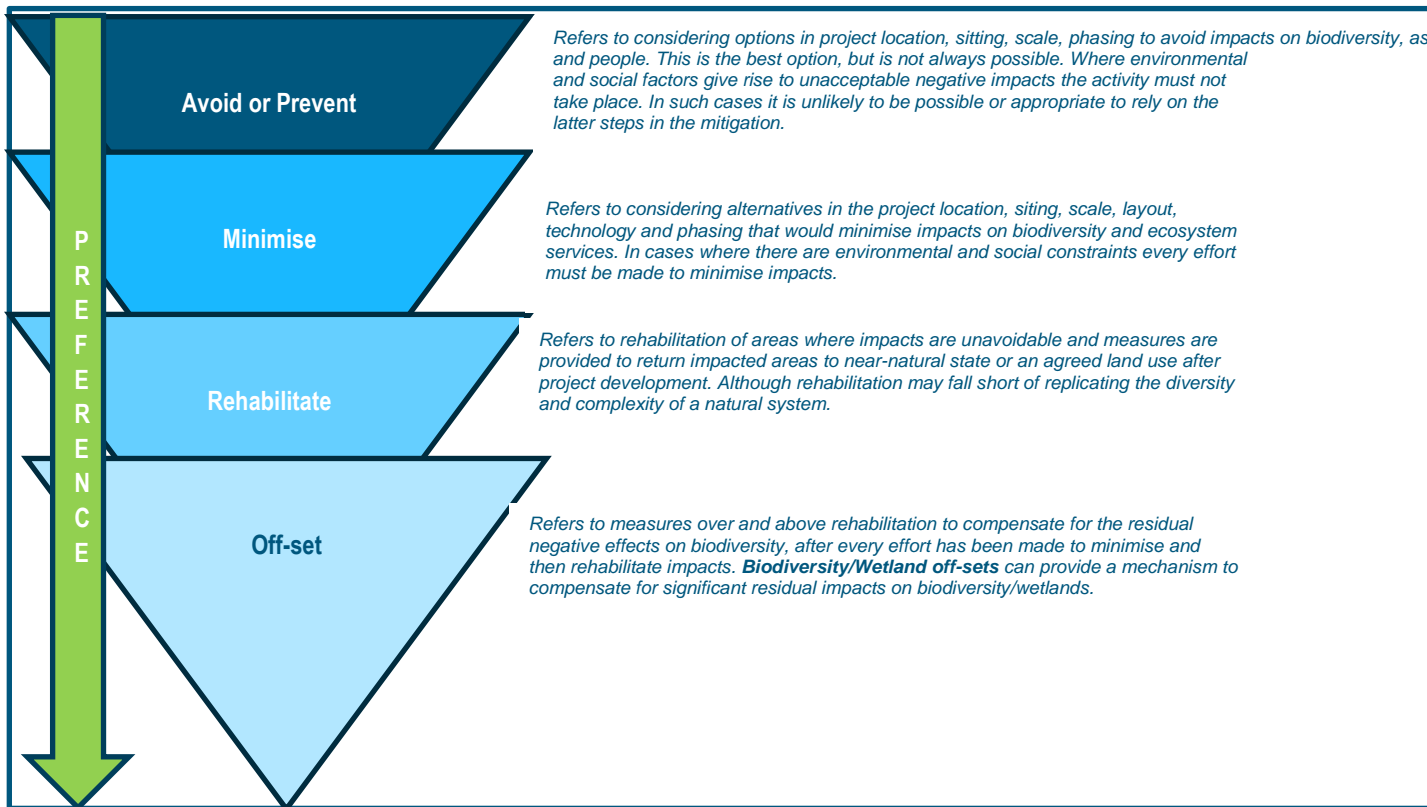 Refers to considering options in project location, sitting, scale, phasing to avoid impacts on biodiversity, as
and people. This is the best option, but is not always possible. Where environmental
and social factors give rise to unacceptable negative impacts the activity must not
take place. In such cases it is unlikely to be possible or appropriate to rely on the
latter steps in the mitigation.
Avoid or Prevent
Refers to considering alternatives in the project location, siting, scale, layout,
technology and phasing that would minimise impacts on biodiversity and ecosystem
services. In cases where there are environmental and social constraints every effort
must be made to minimise impacts.
Minimise
Refers to rehabilitation of areas where impacts are unavoidable and measures are
provided to return impacted areas to near-natural state or an agreed land use after
project development. Although rehabilitation may fall short of replicating the diversity
and complexity of a natural system.
Rehabilitate
Refers to measures over and above rehabilitation to compensate for the residual
negative effects on biodiversity, after every effort has been made to minimise and
then rehabilitate impacts. Biodiversity/Wetland off-sets can provide a mechanism to
compensate for significant residual impacts on biodiversity/wetlands.
Off-set
PREFERENCE